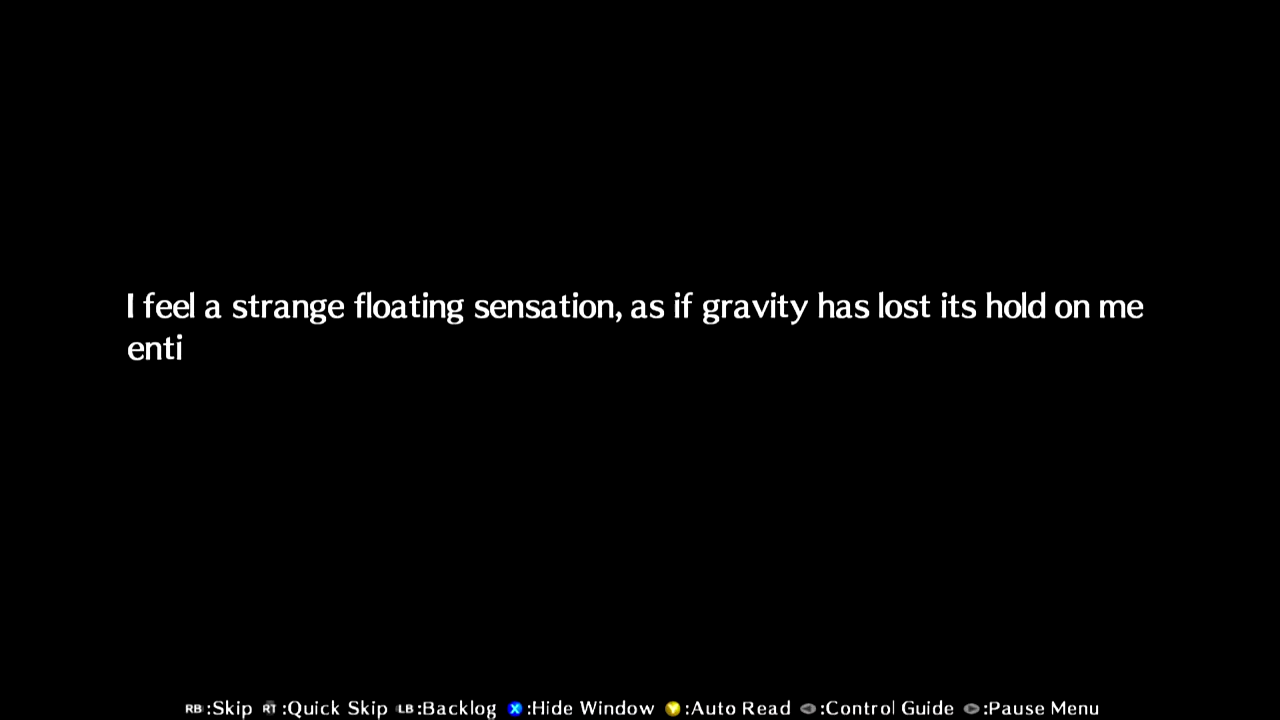 I feel a strange floating sensation, as if gravity has lost its hold on me
enti
RB :Skip RT :Quick Skip LB :Backlog X :Hide Window Y :Auto Read :Control Guide :Pause Menu